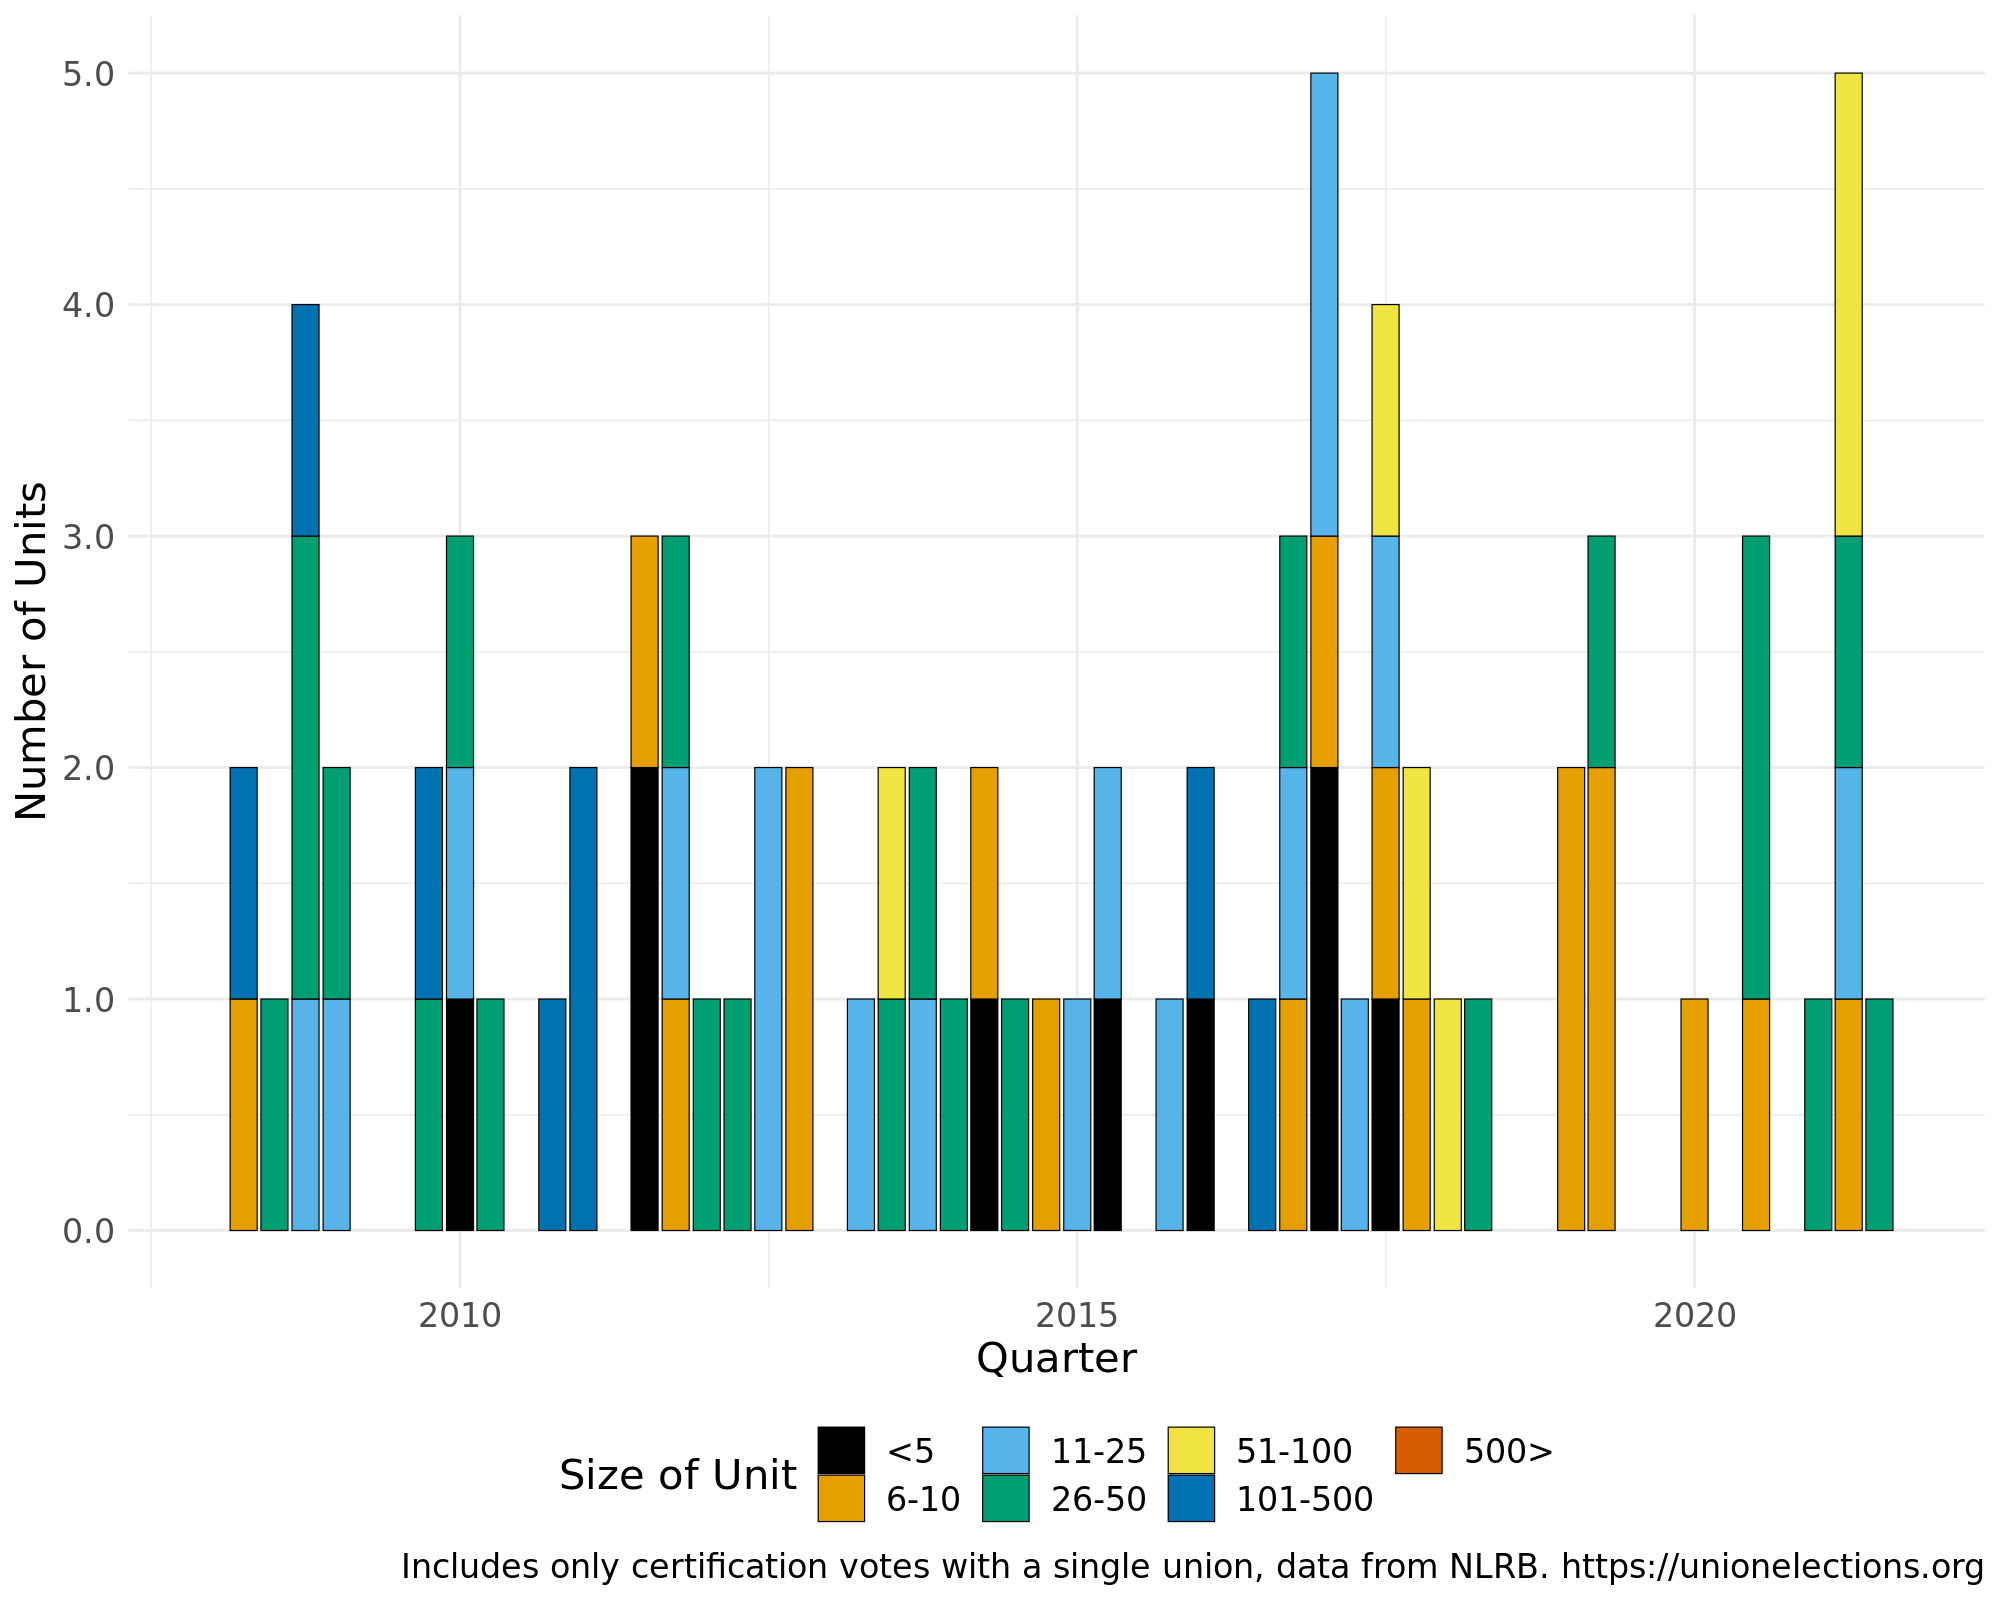 5.0
4.0
3.0
2.0
1.0
0.0
Number of Units
2010 2015 2020
Quarter
Size of Unit
<5 11-25 51-100 500>
6-10 26-50 101-500
Includes only certification votes with a single union, data from NLRB. https://unionelections.org